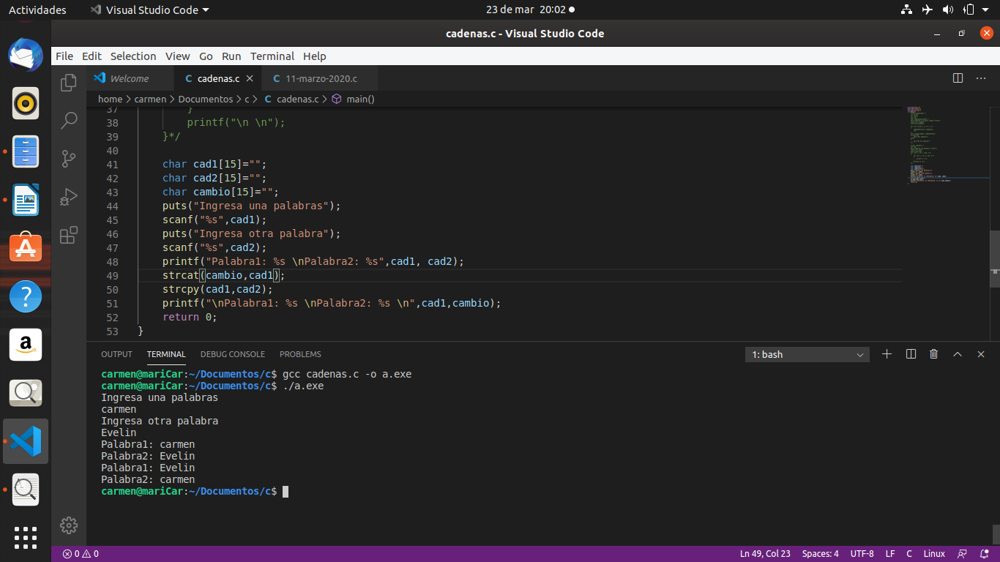 Actividades Visual Studio Code 23 de mar 20:02
cadenas.c - Visual Studio Code
File Edit Selection View Go Run Terminal Help
Welcome cadenas.c 11-marzo-2020.c
home > carmen > Documentos > c > C cadenas.c > main()
37 }
38 printf("\n \n");
39 }*/
40
41 char cad1[15]="";
42 char cad2[15]="";
43 char cambio[15]="";
44 puts("Ingresa una palabras");
45 scanf("%s",cad1);
46 puts("Ingresa otra palabra");
47 scanf("%s",cad2);
48 printf("Palabra1: %s \nPalabra2: %s",cad1, cad2);
49 strcat(cambio,cad1);
50 strcpy(cad1,cad2);
51 printf("\nPalabra1: %s \nPalabra2: %s \n",cad1,cambio);
52 return 0;
53 }
OUTPUT TERMINAL DEBUG CONSOLE PROBLEMS 1: bash
carmen@mariCar:~/Documentos/c$ gcc cadenas.c -o a.exe
carmen@mariCar:~/Documentos/c$ ./a.exe
Ingresa una palabras
carmen
Ingresa otra palabra
Evelin
Palabra1: carmen
Palabra2: Evelin
Palabra1: Evelin
Palabra2: carmen
carmen@mariCar:~/Documentos/c$
0 0 Ln 49, Col 23 Spaces: 4 UTF-8 LF C Linux